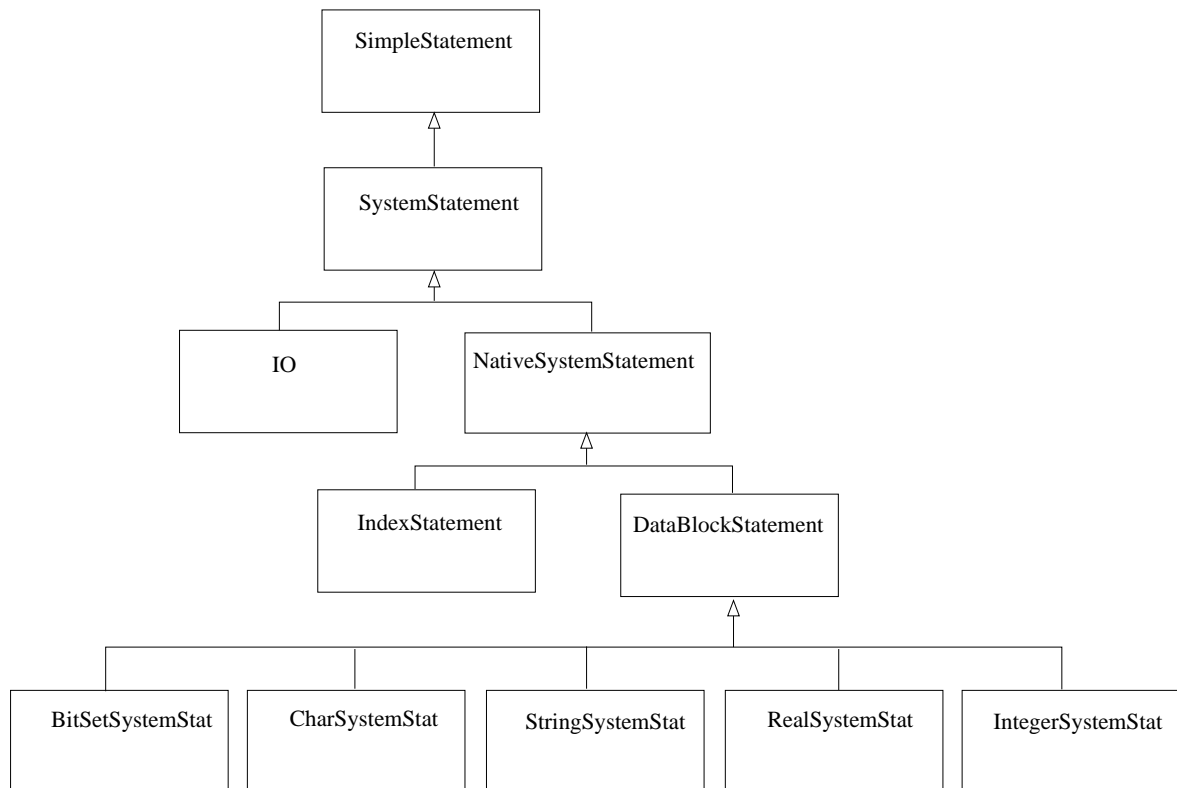 SimpleStatement
SystemStatement
IO
NativeSystemStatement
IndexStatement
DataBlockStatement
BitSetSystemStat
CharSystemStat
StringSystemStat
RealSystemStat
IntegerSystemStat